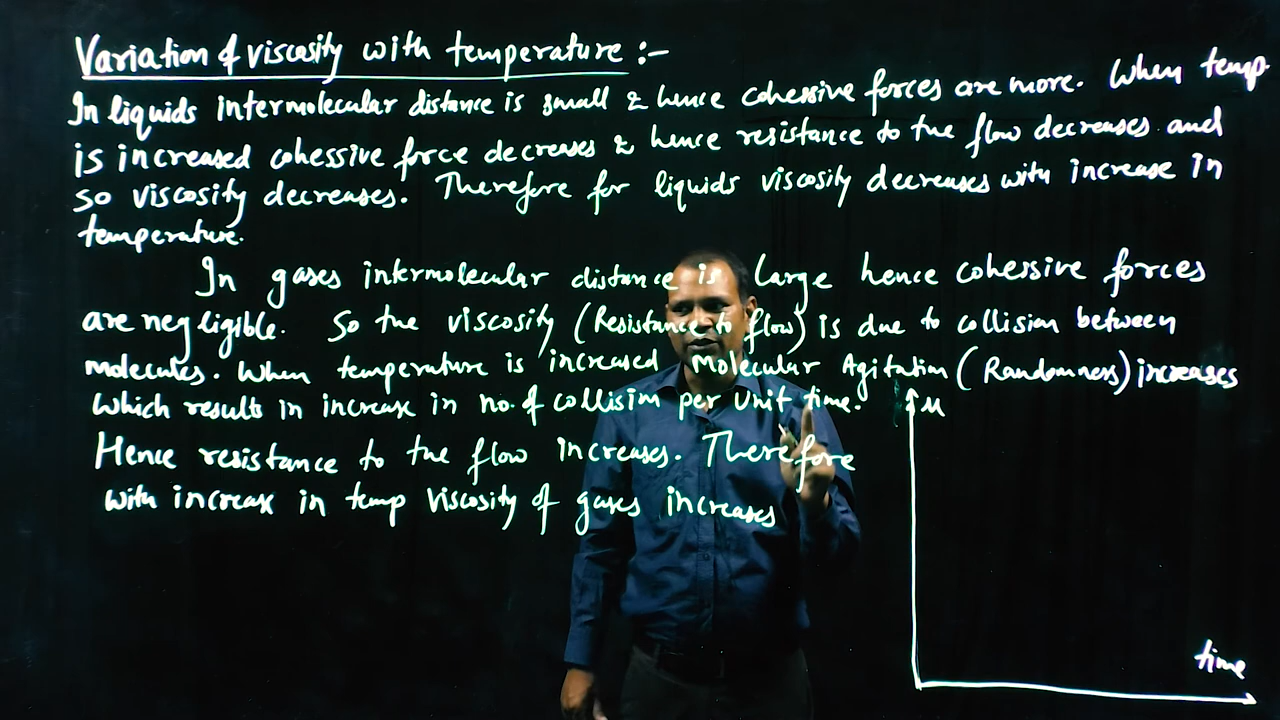 Variation of viscosity with temperature :-
In liquids intermolecular distance is small & hence cohessive forces are more. When temp.
is increased cohessive force decreases & hence resistance to the flow decreases and
so viscosity decreases. Therefore for liquids viscosity decreases with increase in
temperature.
In gases intermolecular distance is large hence cohessive forces
are negligible. So the viscosity (Resistance to flow) is due to collision between
molecules. When temperature is increased Molecular Agitation (Randomness) increases
which results in increase in no. of collision per Unit time.
Hence resistance to the flow increases. Therefore
with increase in temp viscosity of gases increases
μ
time